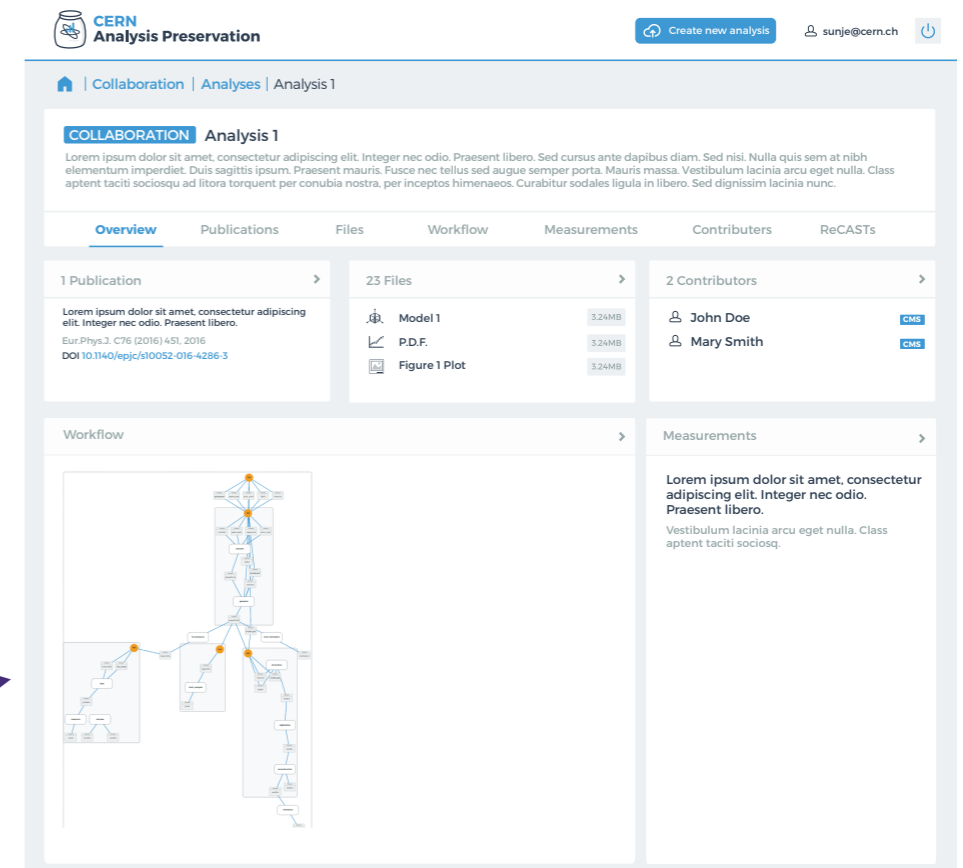 CERN
Analysis Preservation
Create new analysis
sunje@cern.ch
| Collaboration | Analyses | Analysis 1
COLLABORATION Analysis 1
Lorem ipsum dolor sit amet, consectetur adipiscing elit. Integer nec odio. Praesent libero. Sed cursus ante dapibus diam. Sed nisi. Nulla quis sem at nibh
elementum imperdiet. Duis sagittis ipsum. Praesent mauris. Fusce nec tellus sed augue semper porta. Mauris massa. Vestibulum lacinia arcu eget nulla. Class
aptent taciti sociosqu ad litora torquent per conubia nostra, per inceptos himenaeos. Curabitur sodales ligula in libero. Sed dignissim lacinia nunc.
Overview Publications Files Workflow Measurements Contributers ReCASTs
1 Publication
Lorem ipsum dolor sit amet, consectetur adipiscing
elit. Integer nec odio. Praesent libero.
Eur.Phys.J. C76 (2016) 451, 2016
DOI 10.1140/epjc/s10052-016-4286-3
23 Files
Model 1 3.24MB
P.D.F. 3.24MB
Figure 1 Plot 3.24MB
2 Contributors
John Doe CMS
Mary Smith CMS
Workflow
Measurements
Lorem ipsum dolor sit amet, consectetur
adipiscing elit. Integer nec odio.
Praesent libero.
Vestibulum lacinia arcu eget nulla. Class
aptent taciti sociosq.